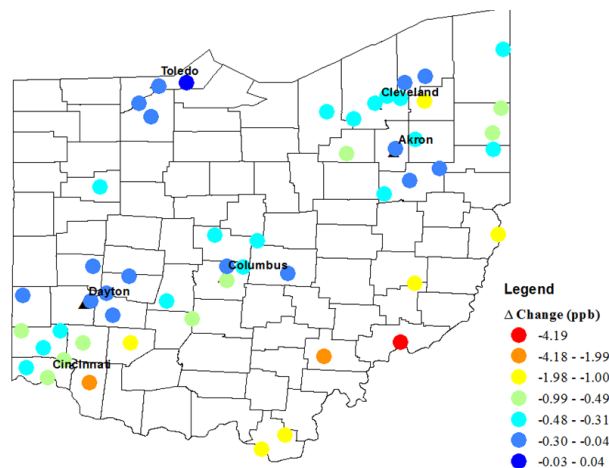 Toledo
Cleveland
Akron
Columbus
Dayton
Cincinnati
Legend
Δ Change (ppb)
-4.19
-4.18 - -1.99
-1.98 - -1.00
-0.99 - -0.49
-0.48 - -0.31
-0.30 - -0.04
-0.03 - 0.04